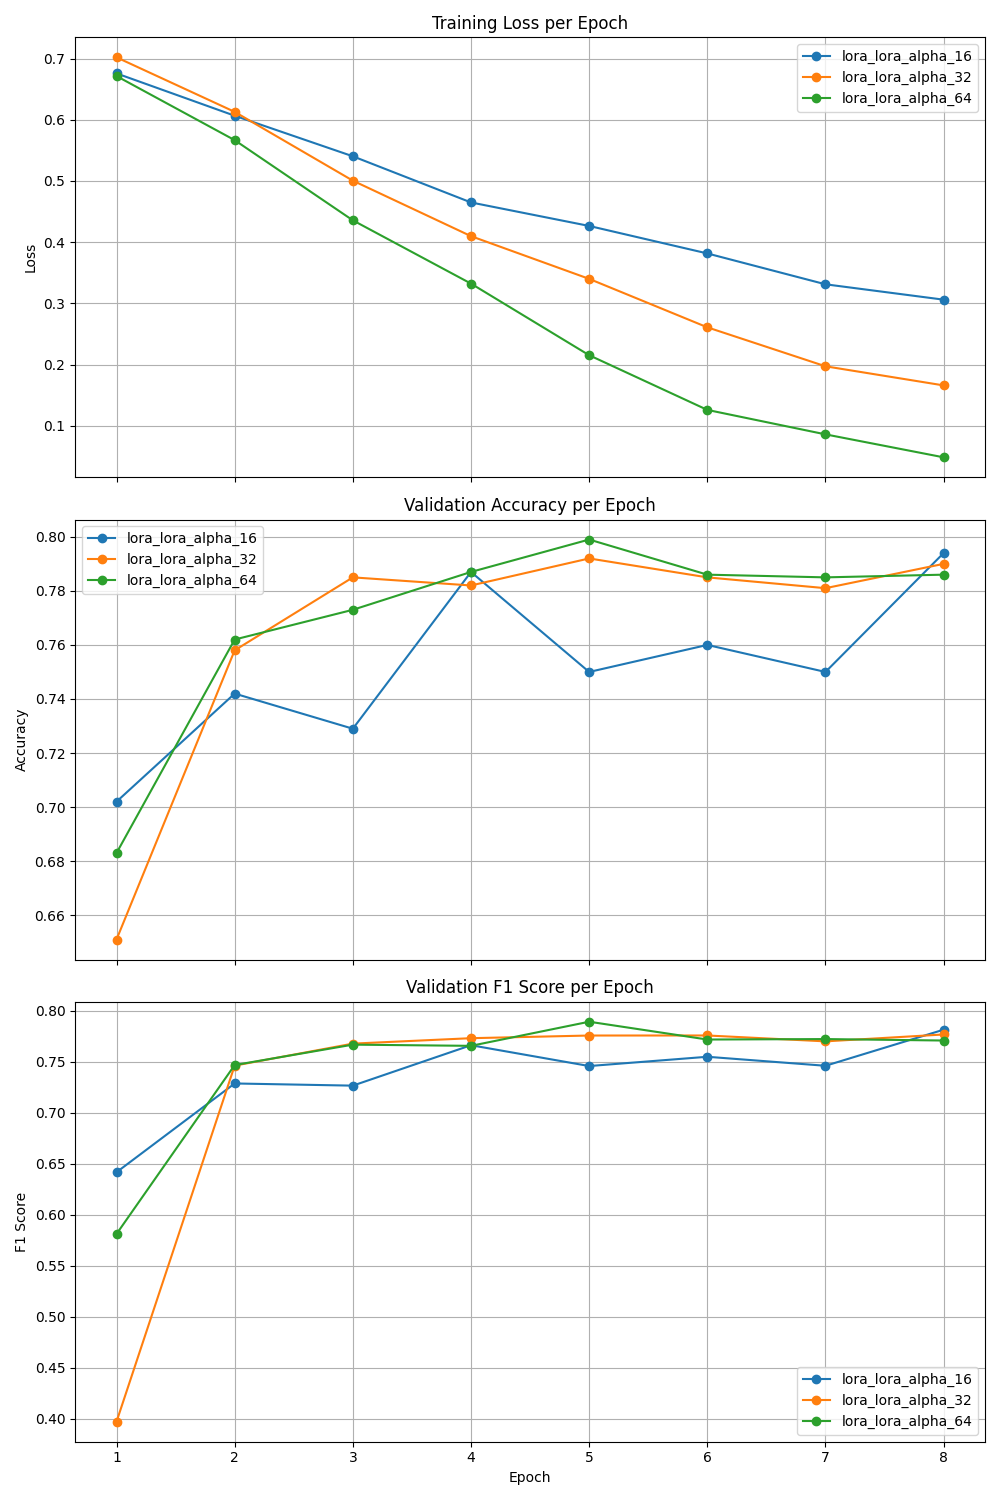 Training Loss per Epoch
Loss
0.7
0.6
0.5
0.4
0.3
0.2
0.1
lora_lora_alpha_16
lora_lora_alpha_32
lora_lora_alpha_64
Validation Accuracy per Epoch
Accuracy
0.80
0.78
0.76
0.74
0.72
0.70
0.68
0.66
lora_lora_alpha_16
lora_lora_alpha_32
lora_lora_alpha_64
Validation F1 Score per Epoch
F1 Score
0.80
0.75
0.70
0.65
0.60
0.55
0.50
0.45
0.40
lora_lora_alpha_16
lora_lora_alpha_32
lora_lora_alpha_64
1 2 3 4 5 6 7 8
Epoch